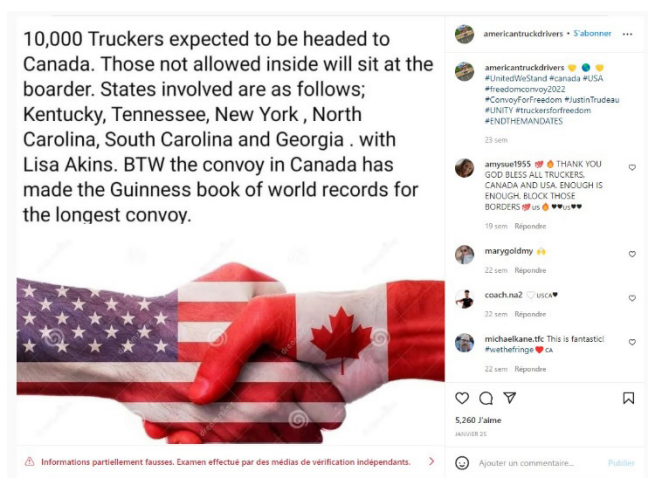 10,000 Truckers expected to be headed to
Canada. Those not allowed inside will sit at the
boarder. States involved are as follows;
Kentucky, Tennessee, New York , North
Carolina, South Carolina and Georgia . with
Lisa Akins. BTW the convoy in Canada has
made the Guinness book of world records for
the longest convoy.
Informations partiellement fausses. Examen effectué par des médias de vérification indépendants.
americantruckdrivers • S'abonner
americantruckdrivers
#UnitedWeStand #canada #USA
#freedomconvoy2022
#ConvoyForFreedom #JustinTrudeau
#UNITY #truckersforfreedom
#ENDTHEMANDATES
23 sem
amysue1955 💯🔥 THANK YOU
GOD BLESS ALL TRUCKERS.
CANADA AND USA. ENOUGH IS
ENOUGH. BLOCK THOSE
BORDERS 💯 us 🔥 ♥♥us♥♥
19 sem Répondre
marygoldmy 🙌
22 sem Répondre
coach.na2 USCA♥
22 sem Répondre
michaelkane.tfc This is fantastic!
#wethefringe ❤ CA
22 sem Répondre
5,260 J'aime
JANVIER 25
Ajouter un commentaire... Publier